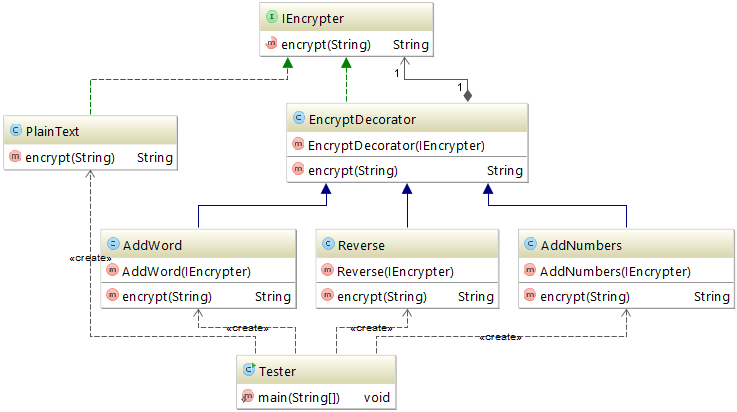 IEncrypter
encrypt(String) String
1
1
PlainText
encrypt(String) String
EncryptDecorator
EncryptDecorator(IEncrypter)
encrypt(String) String
AddWord
AddWord(IEncrypter)
encrypt(String) String
Reverse
Reverse(IEncrypter)
encrypt(String) String
AddNumbers
AddNumbers(IEncrypter)
encrypt(String) String
«create»
«create»
«create»
«create»
Tester
main(String[]) void